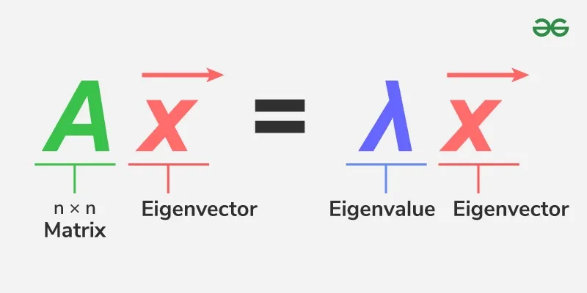 A x = λ x
n × n
Matrix
Eigenvector
Eigenvalue
Eigenvector